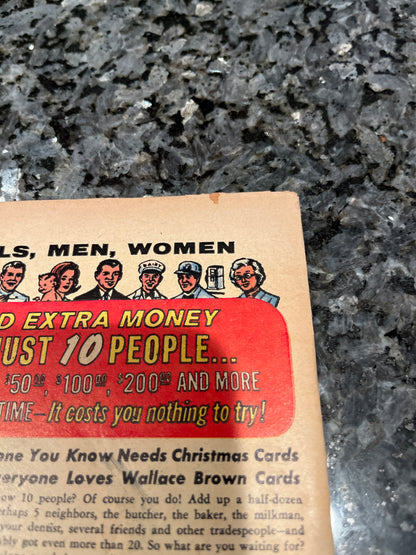 LS, MEN, WOMEN
DAIRY
D EXTRA MONEY
UST 10 PEOPLE...
$50.00, $100.00, $200.00 AND MORE
TIME—It costs you nothing to try!
one You Know Needs Christmas Cards
veryone Loves Wallace Brown Cards
ow 10 people? Of course you do! Add up a half-dozen
rhaps 5 neighbors, the butcher, the baker, the milkman,
your dentist, several friends and other tradespeople—and
bly got even more than 20. So what are you waiting for?